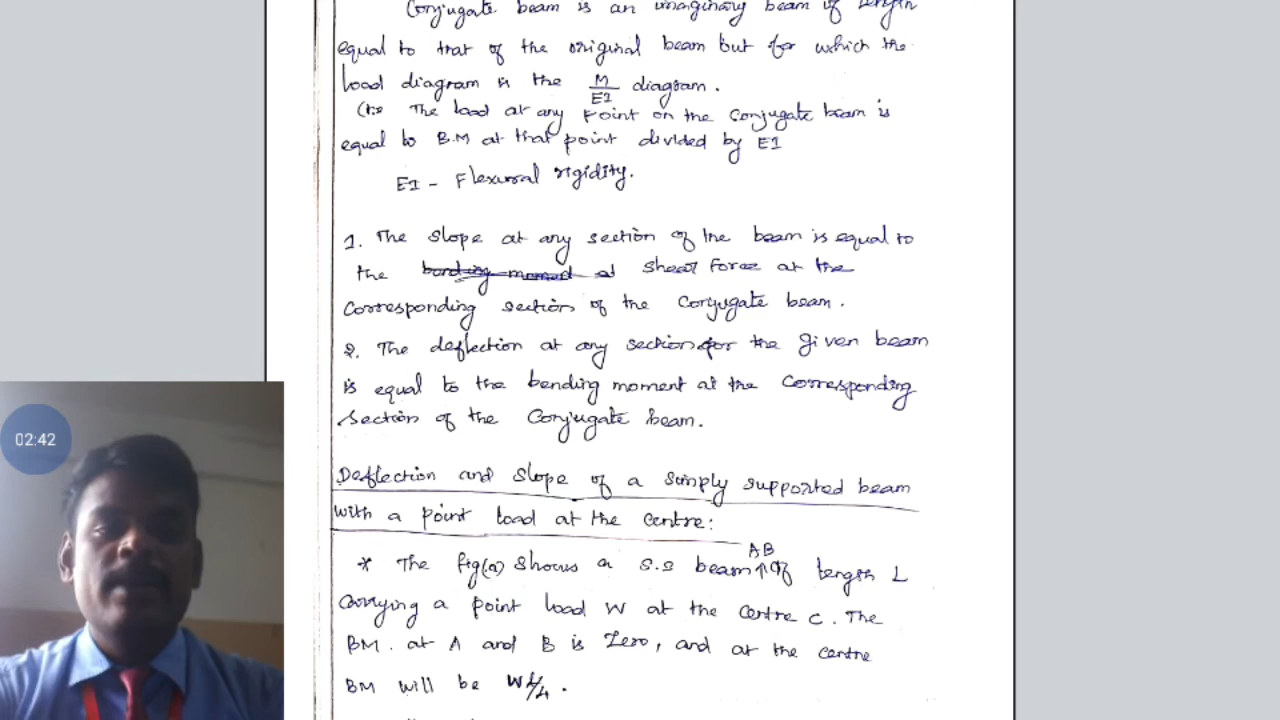 Conjugate beam is an imaginary beam of length
equal to that of the original beam but for which the
load diagram is the M/EI diagram.
(ie The load at any point on the conjugate beam is
equal to B.M at that point divided by EI
EI - Flexural rigidity.
1. The slope at any section of the beam is equal to
the bending moment at shear force at the
corresponding section of the conjugate beam.
2. The deflection at any section for the given beam
is equal to the bending moment at the corresponding
section of the conjugate beam.
Deflection and slope of a simply supported beam
with a point load at the centre:
* The fig(a) shows a S.S beam AB of length L
carrying a point load W at the centre C. The
BM. at A and B is zero, and at the centre
BM will be WL/4.
02:42